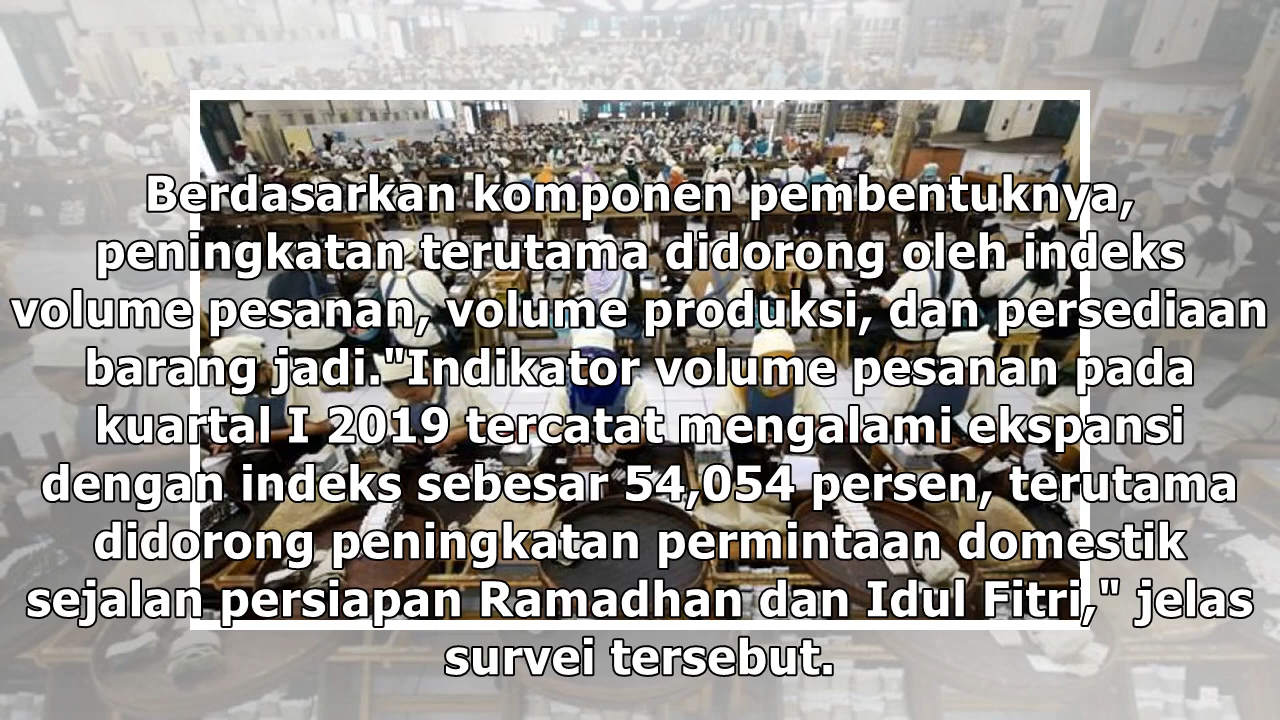 Berdasarkan komponen pembentuknya,
peningkatan terutama didorong oleh indeks
volume pesanan, volume produksi, dan persediaan
barang jadi."Indikator volume pesanan pada
kuartal I 2019 tercatat mengalami ekspansi
dengan indeks sebesar 54,054 persen, terutama
didorong peningkatan permintaan domestik
sejalan persiapan Ramadhan dan Idul Fitri," jelas
survei tersebut.